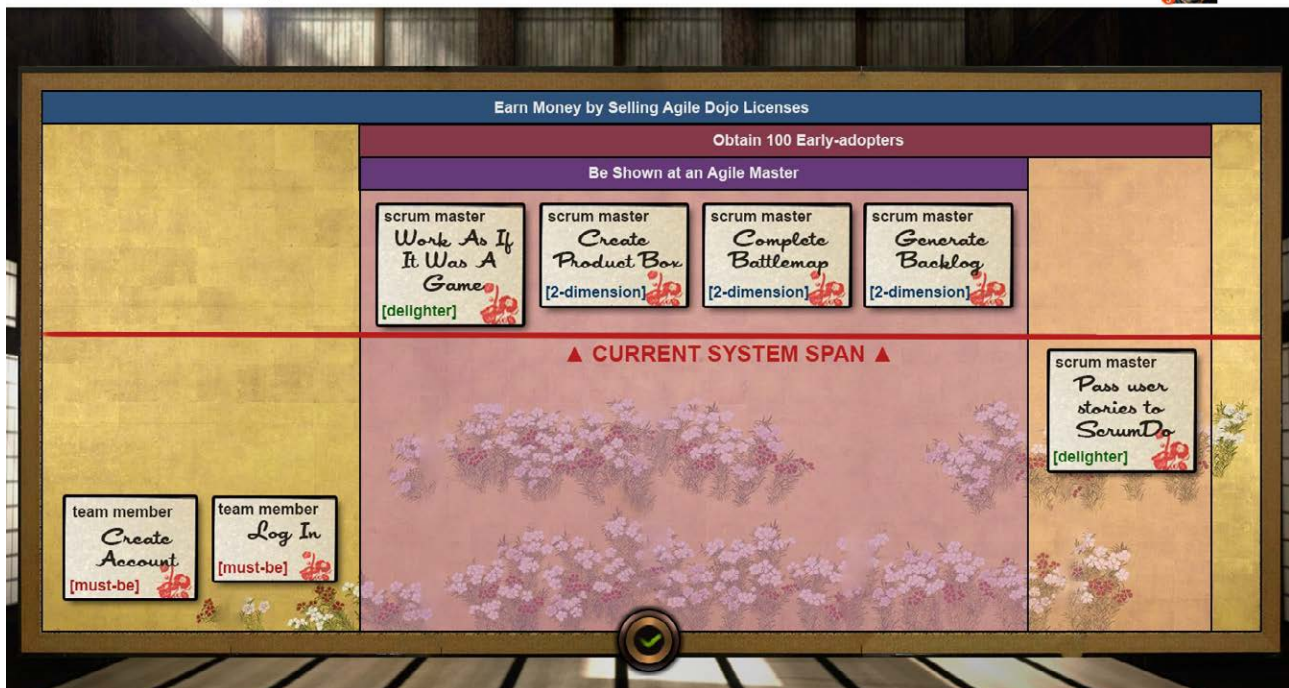 Earn Money by Selling Agile Dojo Licenses
Obtain 100 Early-adopters
Be Shown at an Agile Master
scrum master
Work As If
It Was A
Game
[delighter]
scrum master
Create
Product Box
[2-dimension]
scrum master
Complete
Battlemap
[2-dimension]
scrum master
Generate
Backlog
[2-dimension]
▲ CURRENT SYSTEM SPAN ▲
scrum master
Pass user
stories to
ScrumDo
[delighter]
team member
Create
Account
[must-be]
team member
Log In
[must-be]